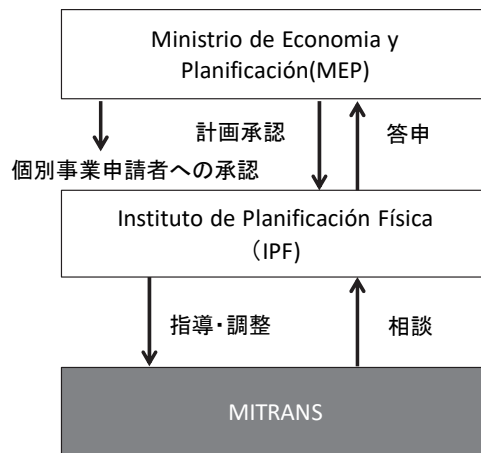 Ministrio de Economia y
Planificación(MEP)
計画承認
答申
個別事業申請者への承認
Instituto de Planificación Física
（IPF)
指導・調整
相談
MITRANS